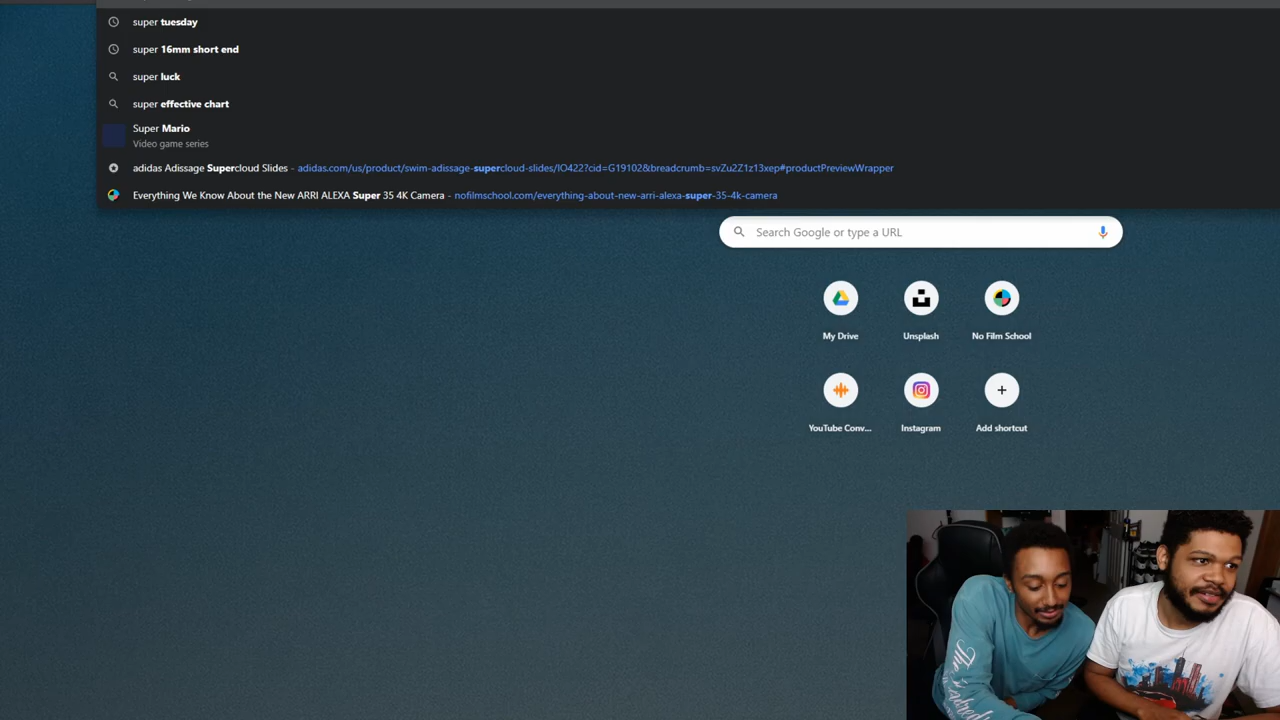 super tuesday
super 16mm short end
super luck
super effective chart
Super Mario
Video game series
adidas Adissage Supercloud Slides - adidas.com/us/product/swim-adissage-supercloud-slides/IO422?cid=G19102&breadcrumb=svZu2Z1z13xep#productPreviewWrapper
Everything We Know About the New ARRI ALEXA Super 35 4K Camera - nofilmschool.com/everything-about-new-arri-alexa-super-35-4k-camera
Search Google or type a URL
My Drive
Unsplash
No Film School
YouTube Conv...
Instagram
Add shortcut